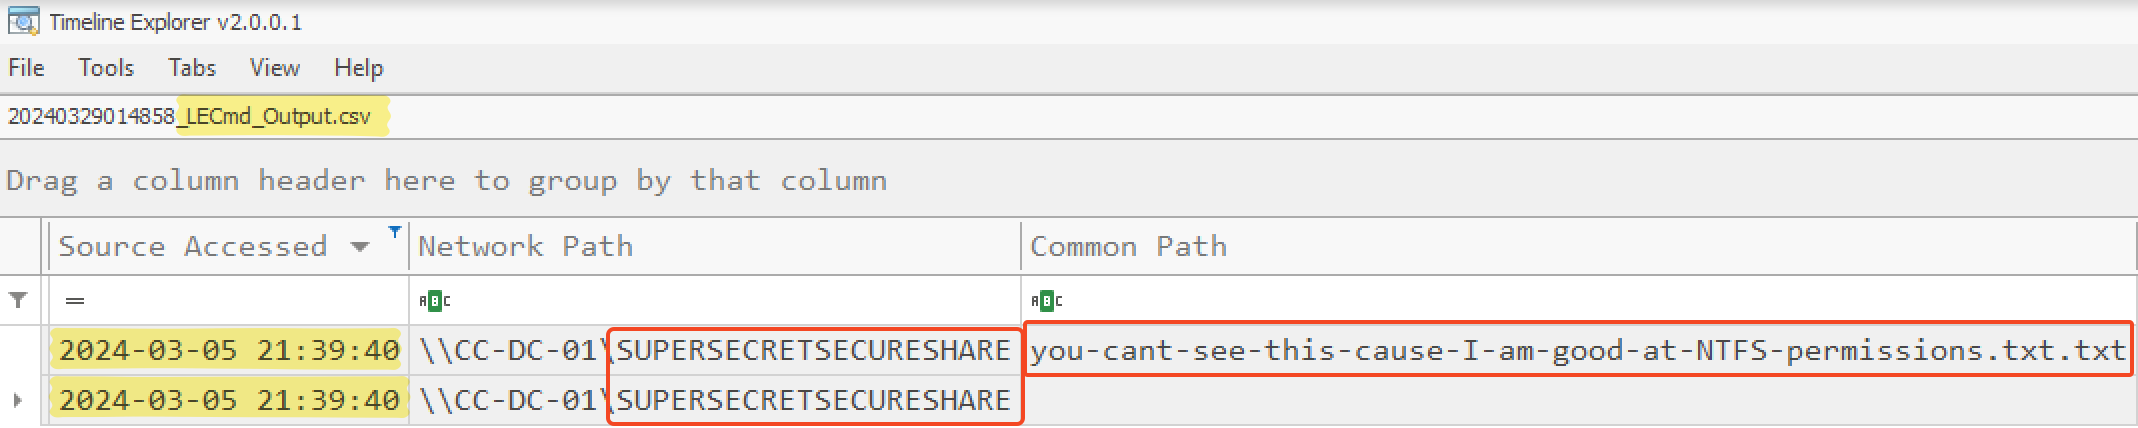 Timeline Explorer v2.0.0.1
File Tools Tabs View Help
20240329014858_LECmd_Output.csv
Drag a column header here to group by that column
Source Accessed Network Path Common Path
= ABC ABC
2024-03-05 21:39:40 \\CC-DC-01\SUPERSECRETSECURESHARE you-cant-see-this-cause-I-am-good-at-NTFS-permissions.txt.txt
2024-03-05 21:39:40 \\CC-DC-01\SUPERSECRETSECURESHARE